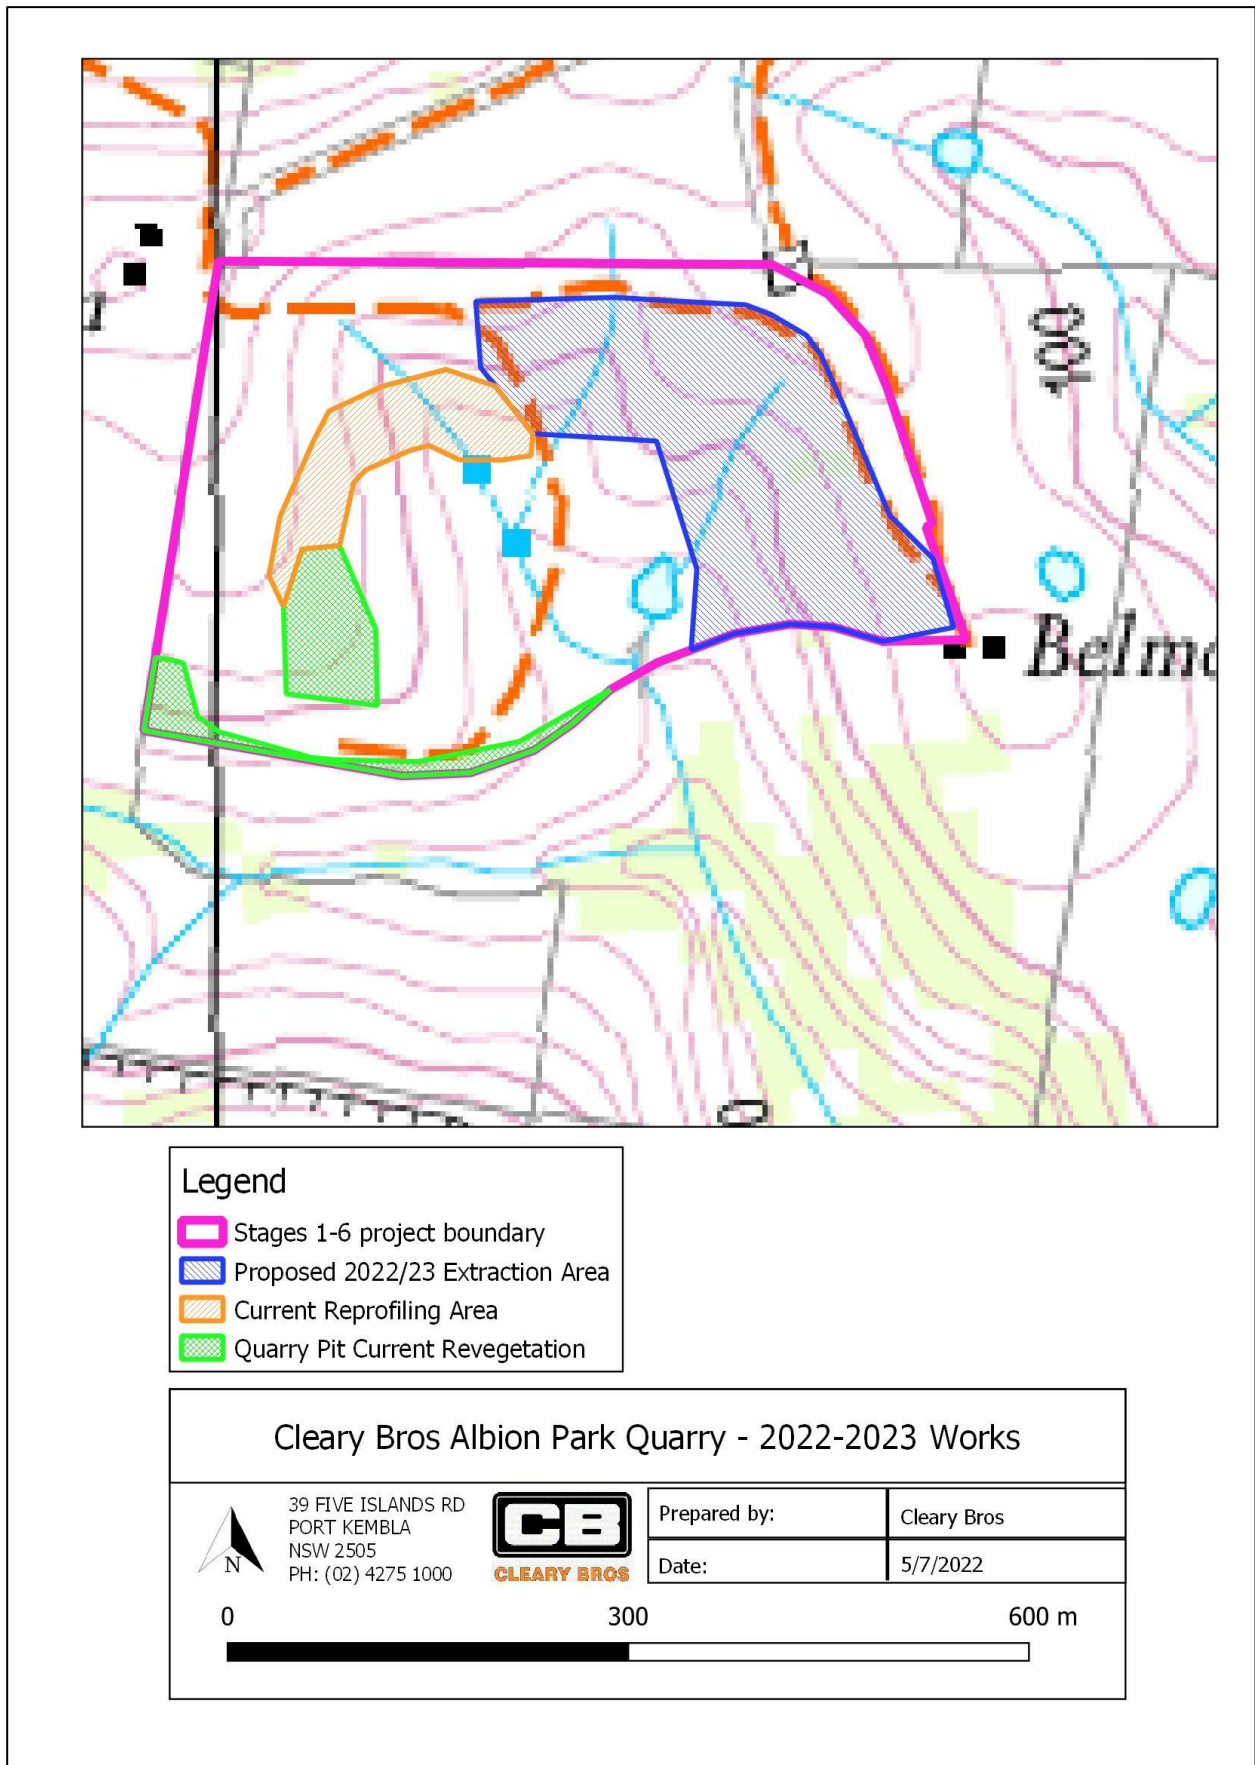 100
Belmo
Legend
Stages 1-6 project boundary
Proposed 2022/23 Extraction Area
Current Reprofiling Area
Quarry Pit Current Revegetation
Cleary Bros Albion Park Quarry - 2022-2023 Works
N
39 FIVE ISLANDS RD
PORT KEMBLA
NSW 2505
PH: (02) 4275 1000
CB
CLEARY BROS
Prepared by:
Cleary Bros
Date:
5/7/2022
0
300
600 m